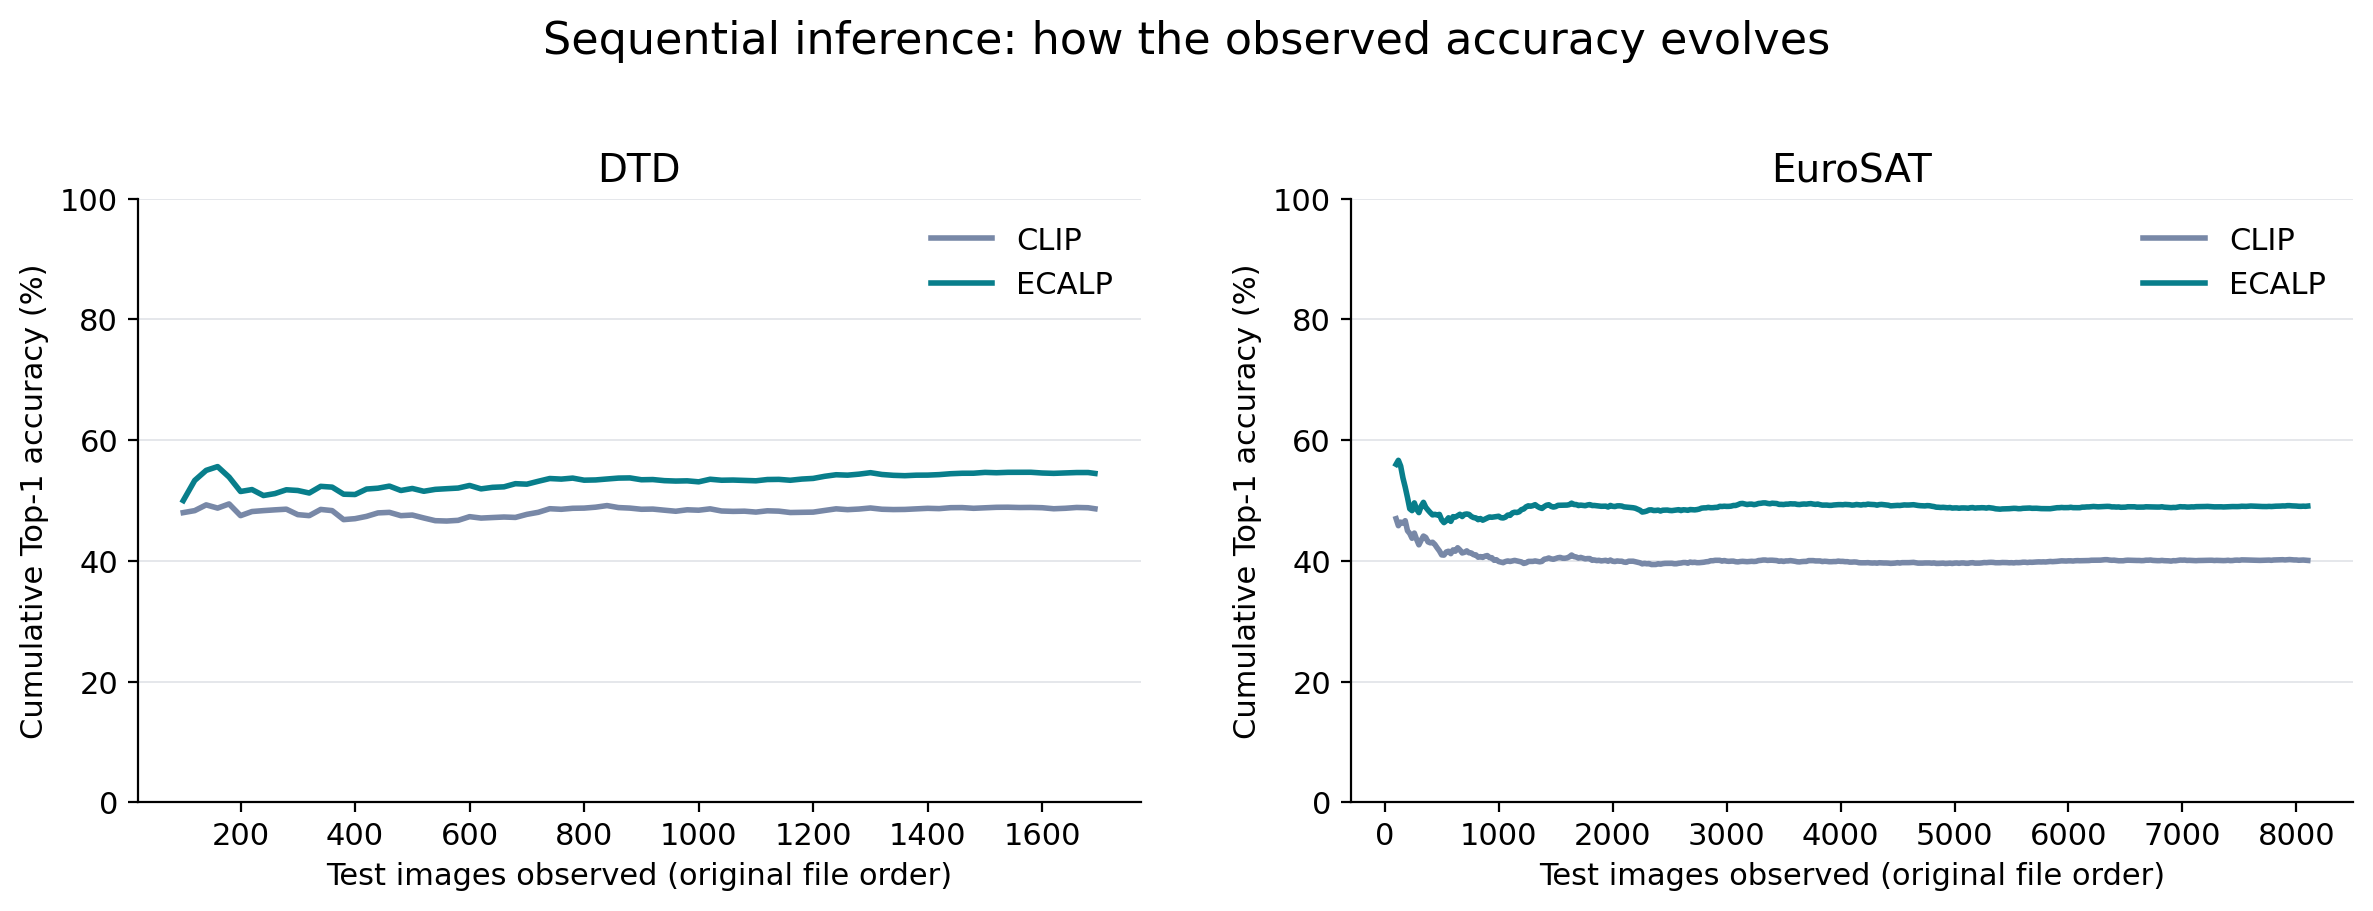 Sequential inference: how the observed accuracy evolves
DTD
Cumulative Top-1 accuracy (%)
100
80
60
40
20
0
CLIP
ECALP
200 400 600 800 1000 1200 1400 1600
Test images observed (original file order)
EuroSAT
Cumulative Top-1 accuracy (%)
100
80
60
40
20
0
CLIP
ECALP
0 1000 2000 3000 4000 5000 6000 7000 8000
Test images observed (original file order)